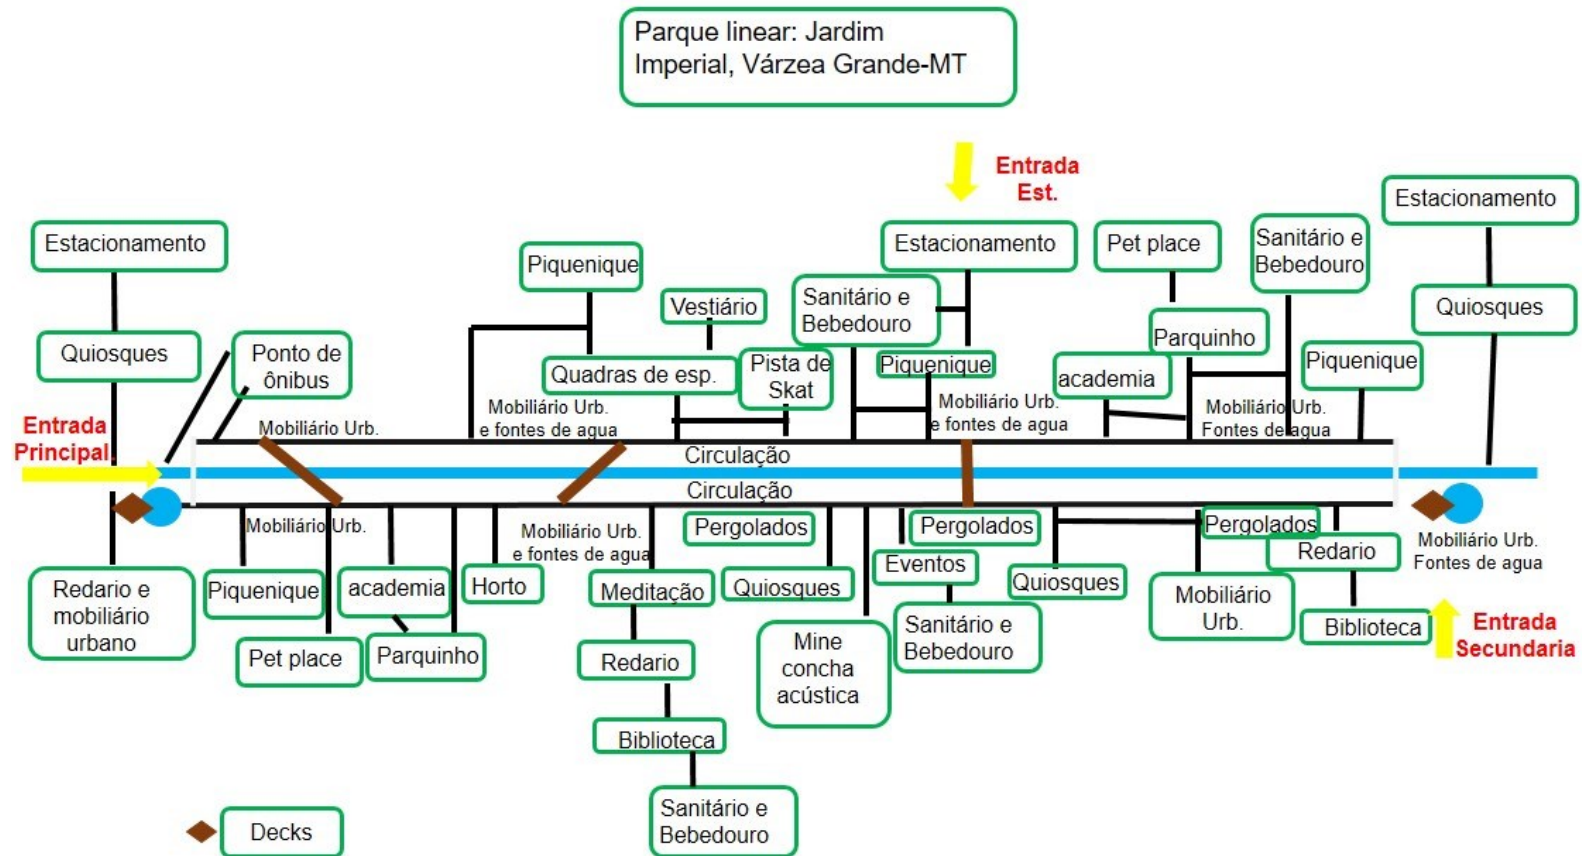 Parque linear: Jardim
Imperial, Várzea Grande-MT
Entrada
Est.
Estacionamento
Estacionamento
Estacionamento
Pet place
Sanitário e
Bebedouro
Piquenique
Sanitário e
Bebedouro
Vestiário
Quiosques
Quiosques
Ponto de
ônibus
Quadras de esp.
Pista de
Skat
Piquenique
Parquinho
academia
Piquenique
Mobiliário Urb.
Mobiliário Urb.
e fontes de agua
Mobiliário Urb.
e fontes de agua
Mobiliário Urb.
Fontes de agua
Entrada
Principal.
Circulação
Circulação
Mobiliário Urb.
Mobiliário Urb.
e fontes de agua
Pergolados
Pergolados
Pergolados
Mobiliário Urb.
Fontes de agua
Redario e
mobiliário
urbano
Piquenique
academia
Horto
Meditação
Quiosques
Eventos
Quiosques
Mobiliário
Urb.
Redario
Pet place
Parquinho
Redario
Mine
concha
acústica
Sanitário e
Bebedouro
Biblioteca
Entrada
Secundaria
Biblioteca
Sanitário e
Bebedouro
Decks